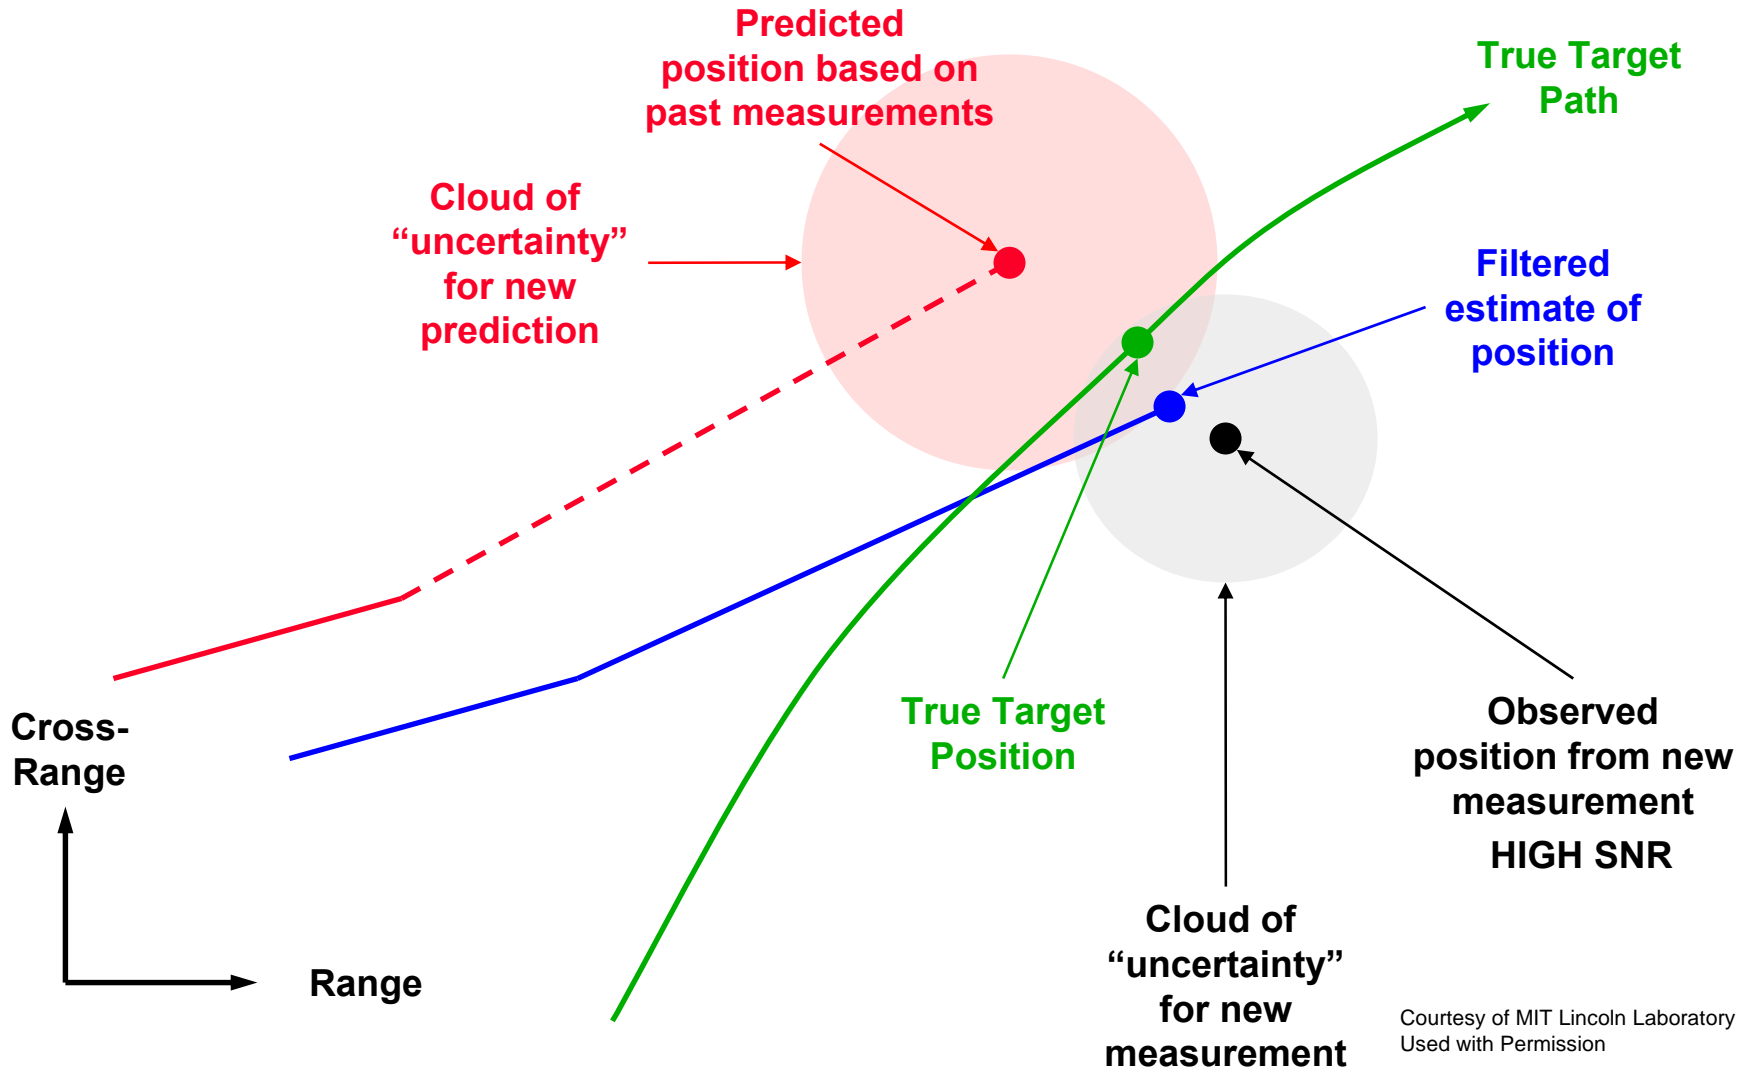 Predicted
position based on
past measurements
True Target
Path
Cloud of
“uncertainty”
for new
prediction
Filtered
estimate of
position
Cross-
Range
Range
True Target
Position
Observed
position from new
measurement
HIGH SNR
Cloud of
“uncertainty”
for new
measurement
Courtesy of MIT Lincoln Laboratory
Used with Permission